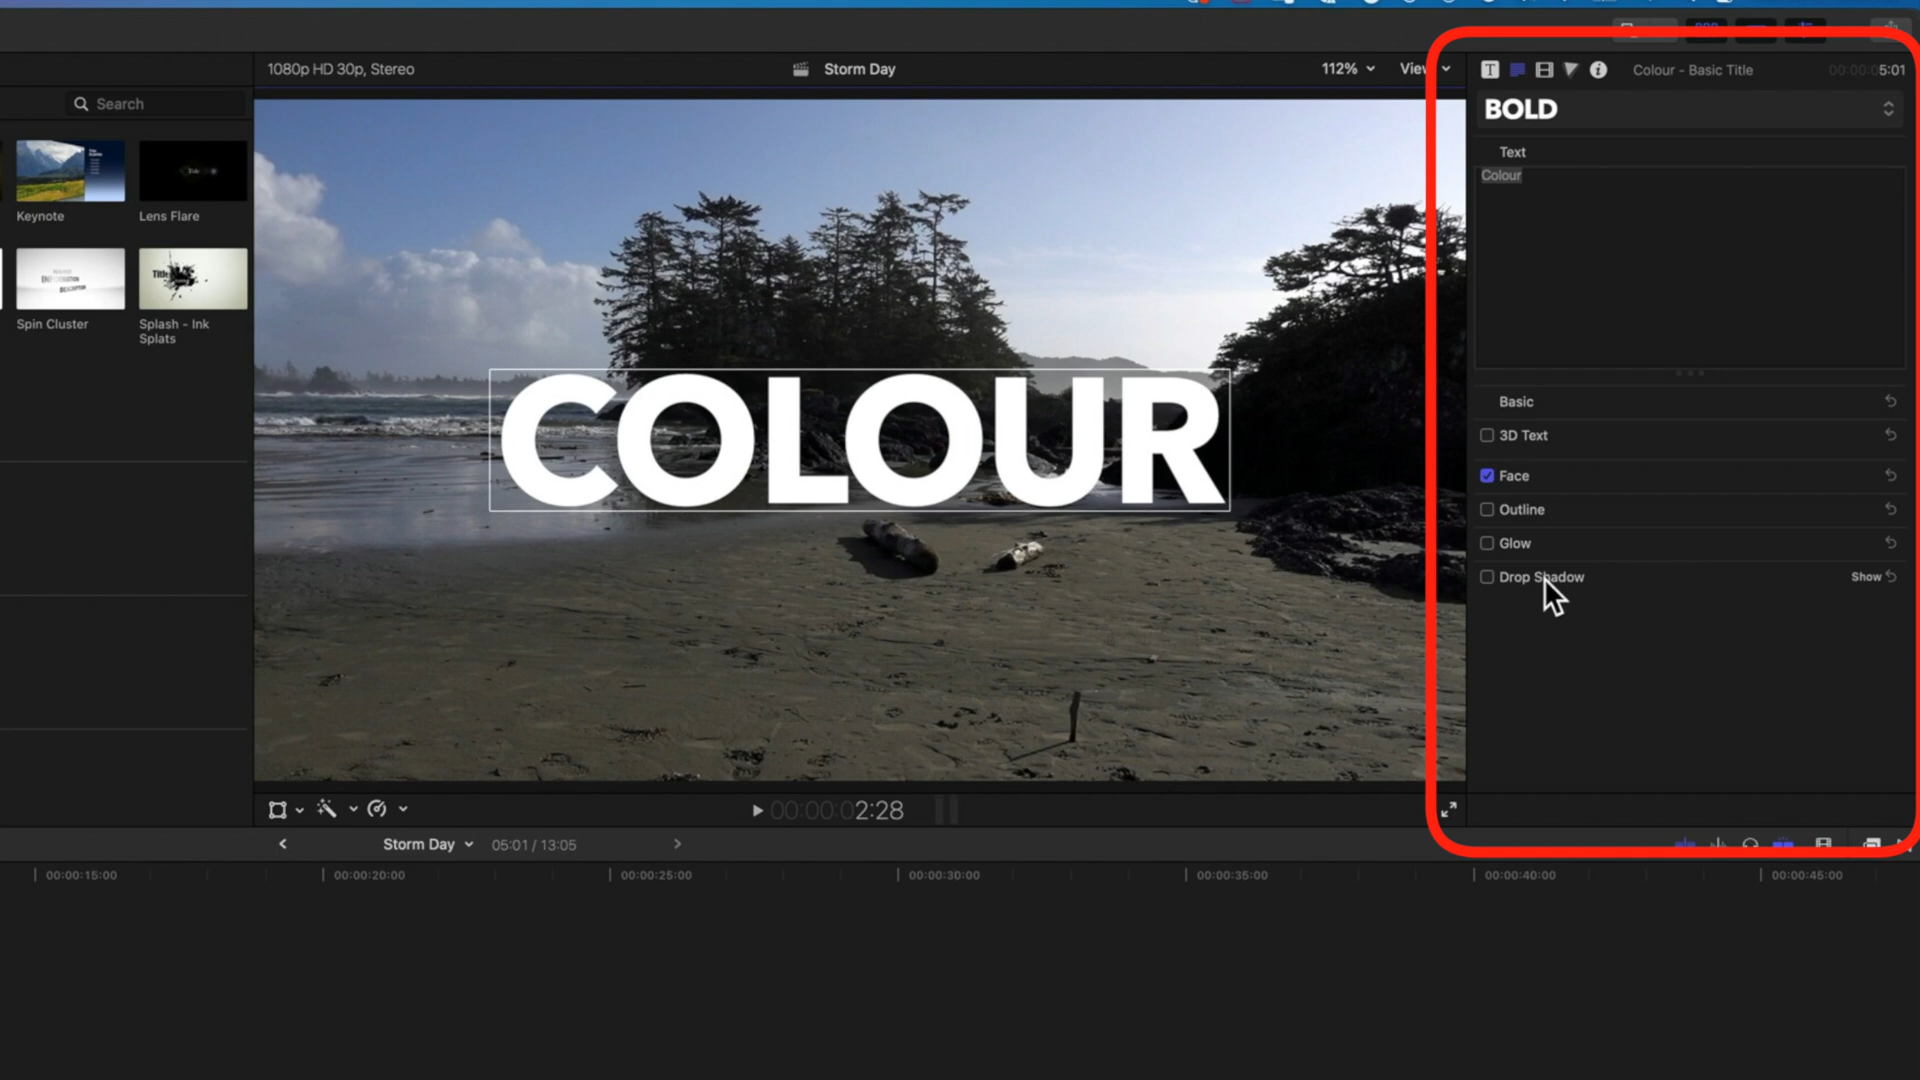 1080p HD 30p, Stereo
Storm Day
112%
View
Colour - Basic Title
00:00:05:01
Search
BOLD
Text
Colour
Keynote
Lens Flare
Title
Spin Cluster
Splash - Ink
Splats
COLOUR
Basic
3D Text
Face
Outline
Glow
Drop Shadow
Show
00:00:02:28
Storm Day
05:01 / 13:05
00:00:15:00
00:00:20:00
00:00:25:00
00:00:30:00
00:00:35:00
00:00:40:00
00:00:45:00